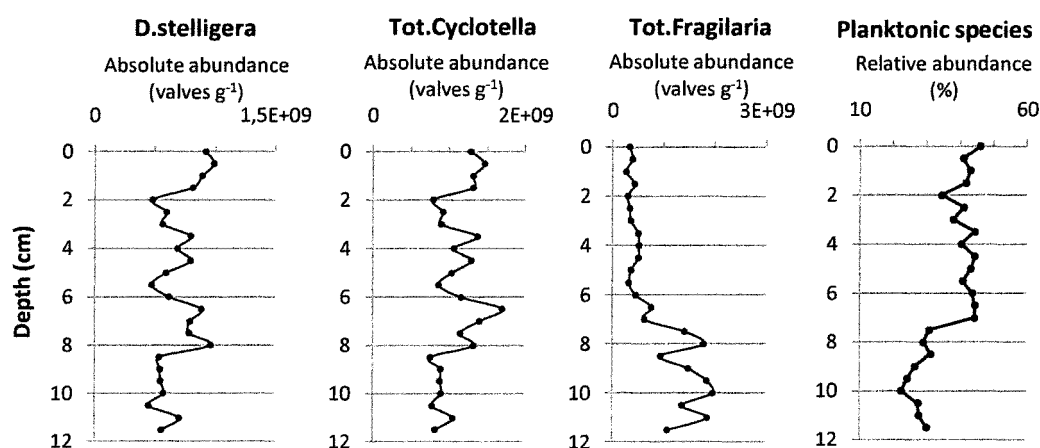 D.stelligera
Absolute abundance
(valves g-1)
0 1,5E+09
Tot.Cyclotella
Absolute abundance
(valves g-1)
0 2E+09
Tot.Fragilaria
Absolute abundance
(valves g-1)
0 3E+09
Planktonic species
Relative abundance
(%)
10 60
Depth (cm)
0
2
4
6
8
10
12
0
2
4
6
8
10
12
0
2
4
6
8
10
12
0
2
4
6
8
10
12